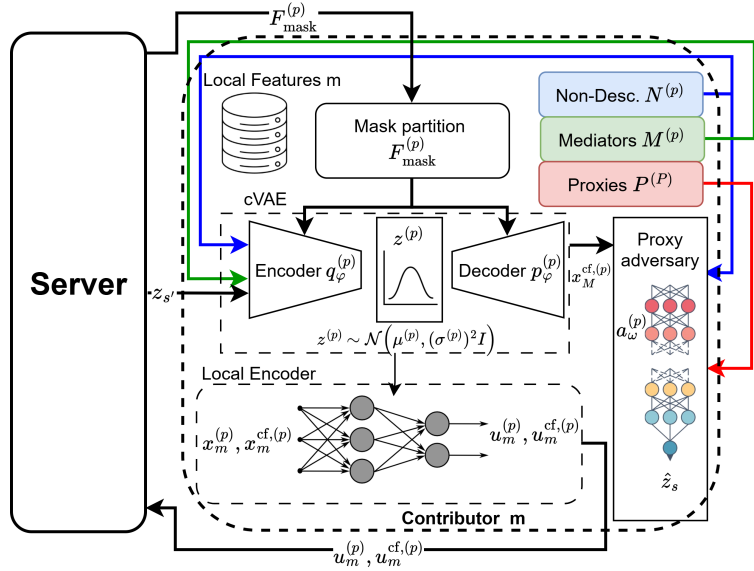 F_mask^(p)
Local Features m
Mask partition
F_mask^(p)
Non-Desc. N^(p)
Mediators M^(p)
Proxies P^(P)
cVAE
Encoder q_φ^(p)
z^(p)
Decoder p_φ^(p)
x_M^cf,(p)
Proxy
adversary
Server
z_s′
z^(p) ∼ 𝒩(μ^(p), (σ^(p))²I)
a_ω^(p)
Local Encoder
x_m^(p), x_m^cf,(p)
u_m^(p), u_m^cf,(p)
ẑ_s
Contributor m
u_m^(p), u_m^cf,(p)